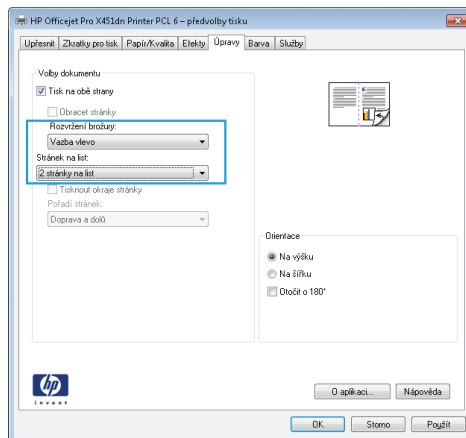 HP Officejet Pro X451dn Printer PCL 6 – předvolby tisku
Upřesnit Zkratky pro tisk Papír/Kvalita Efekty Úpravy Barva Služby
Volby dokumentu
Tisk na obě strany
Obracet stránky
Rozvržení brožury:
Vazba vlevo
Stránek na list:
2 stránky na list
Tisknout okraje stránky
Pořadí stránek:
Doprava a dolů
Orientace
Na výšku
Na šířku
Otočit o 180°
hp
invent
O aplikaci... Nápověda
OK Storno Použít